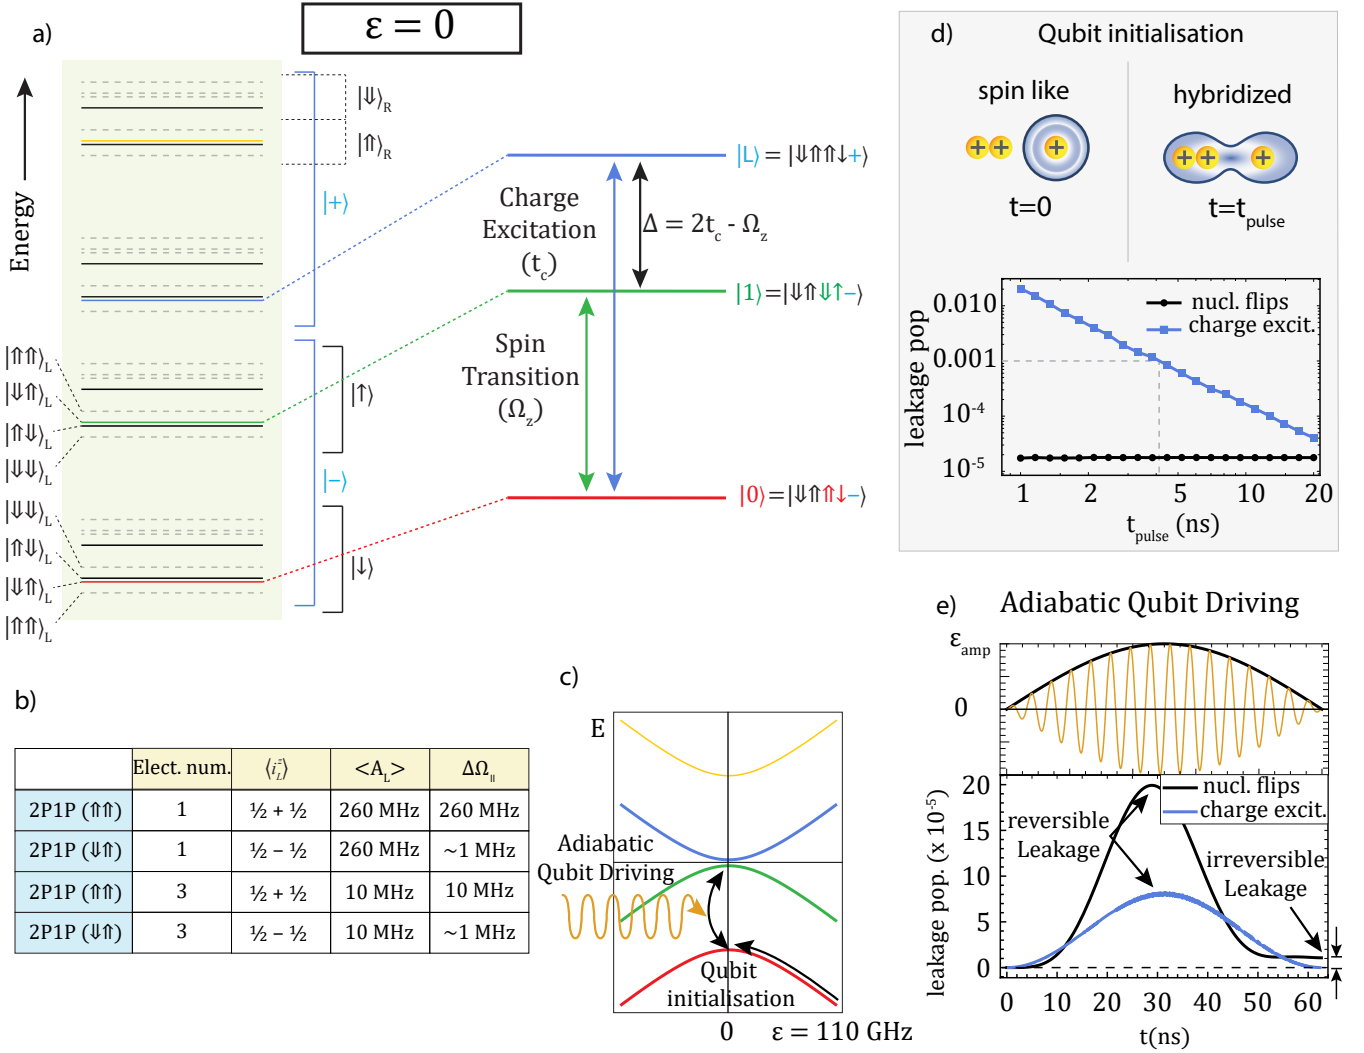 a)
ε = 0
Energy
|⇓⟩R
|⇑⟩R
|+⟩
|⇑⇑⟩L
|⇓⇑⟩L
|⇑⇓⟩L
|⇓⇓⟩L
|↑⟩
|−⟩
|⇓⇓⟩L
|⇑⇓⟩L
|⇓⇑⟩L
|⇑⇑⟩L
|↓⟩
|L⟩ = |⇓⇑⇑↓+⟩
Charge
Excitation
(tc)
Δ = 2tc - Ωz
|1⟩=|⇓⇑⇓↑−⟩
Spin
Transition
(Ωz)
|0⟩=|⇓⇑⇑↓−⟩
b)
Elect. num. ⟨iLz⟩ <AL> ΔΩ||
2P1P (⇑⇑) 1 ½ + ½ 260 MHz 260 MHz
2P1P (⇓⇑) 1 ½ − ½ 260 MHz ~1 MHz
2P1P (⇑⇑) 3 ½ + ½ 10 MHz 10 MHz
2P1P (⇓⇑) 3 ½ − ½ 10 MHz ~1 MHz
c)
E
Adiabatic
Qubit Driving
Qubit
initialisation
0 ε = 110 GHz
d)
Qubit initialisation
spin like
hybridized
t=0
t=tpulse
leakage pop
0.010
0.001
10-4
10-5
nucl. flips
charge excit.
1 2 5 10 20
tpulse (ns)
e) Adiabatic Qubit Driving
εamp
0
leakage pop. (x 10-5)
20
15
10
5
0
nucl. flips
charge excit.
reversible
Leakage
irreversible
Leakage
0 10 20 30 40 50 60
t(ns)